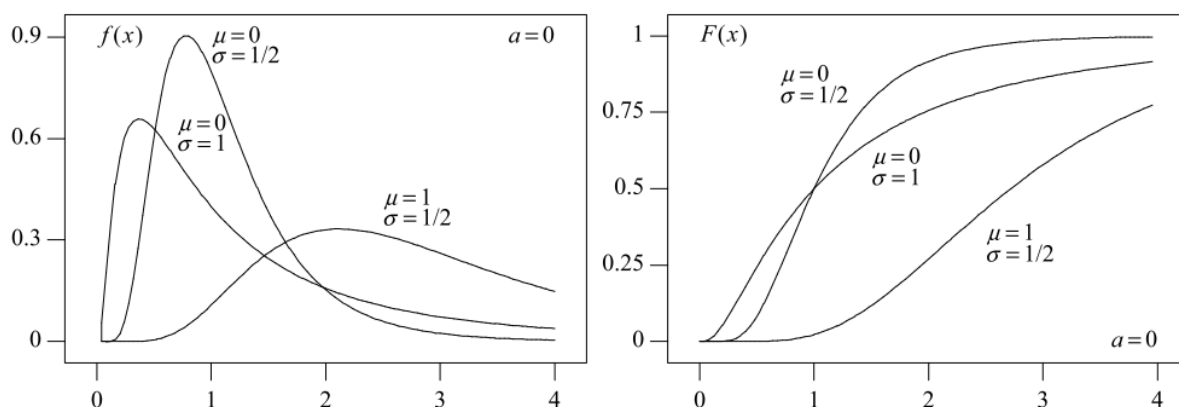 f(x)
a=0
μ=0
σ=1/2
μ=0
σ=1
μ=1
σ=1/2
0.9
0.6
0.3
0
0 1 2 3 4
F(x)
μ=0
σ=1/2
μ=0
σ=1
μ=1
σ=1/2
a=0
1
0.75
0.5
0.25
0
0 1 2 3 4